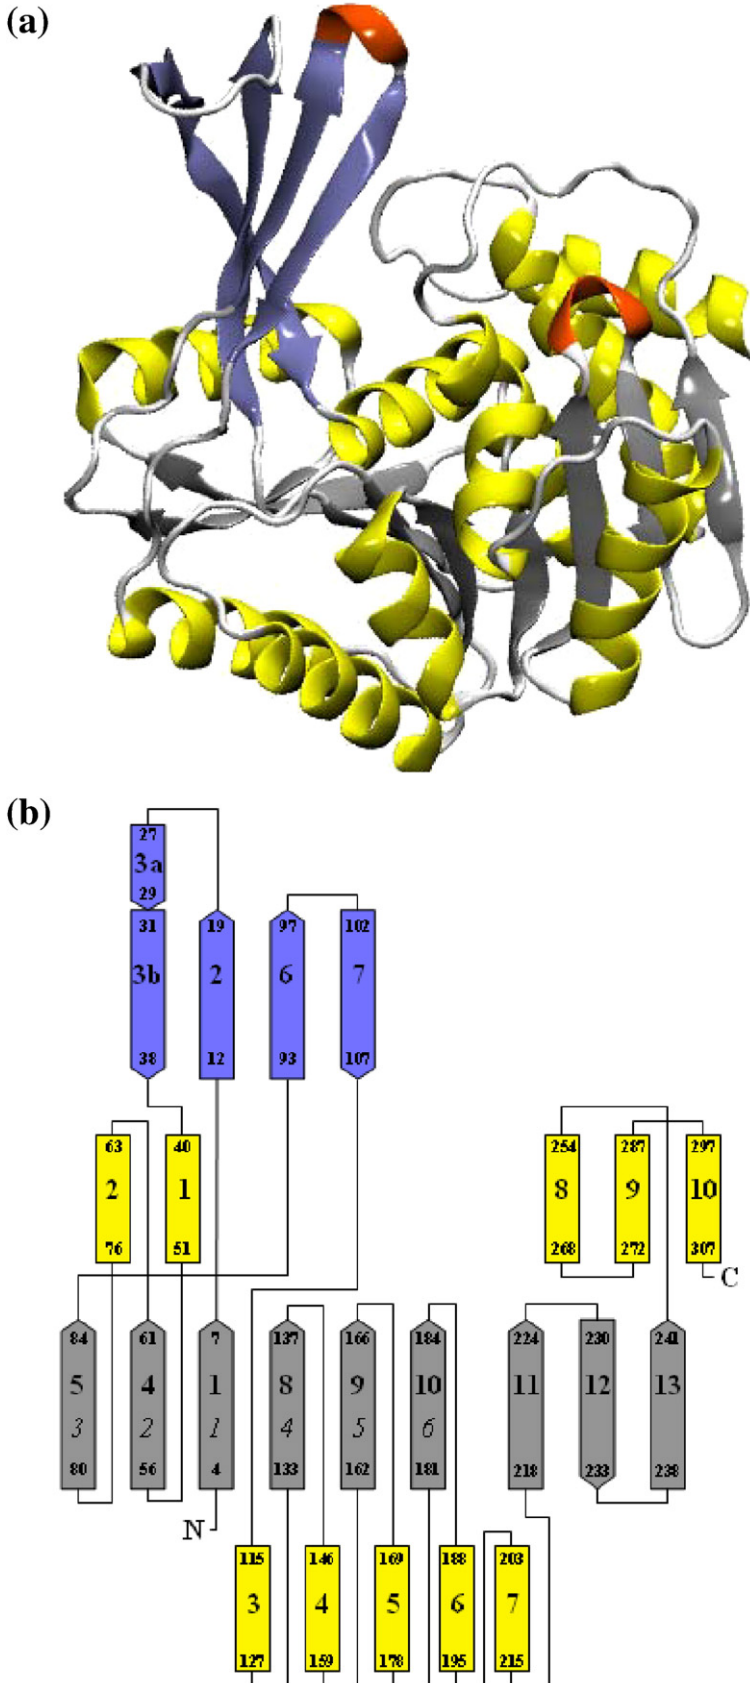 (a)
(b)
27
3a
29
31 19 97 102
3b 2 6 7
38 12 93 107
63 40 254 287 297
2 1 8 9 10
76 51 268 272 307
C
84 61 7 137 166 184 224 230 241
5 4 1 8 9 10 11 12 13
3 2 1 4 5 6
80 56 4 133 162 181 218 233 238
N
115 146 169 188 203
3 4 5 6 7
127 159 178 195 215